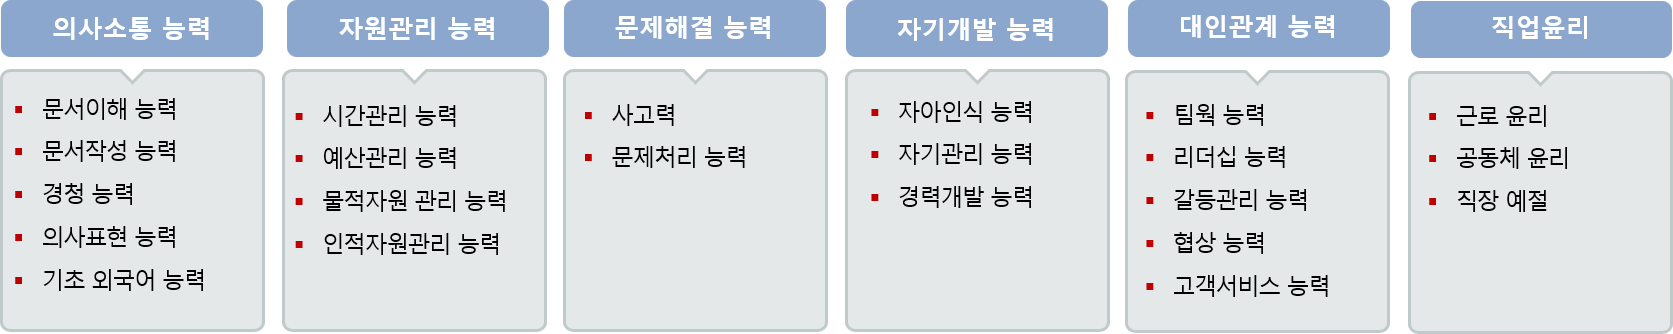 의사소통 능력
문서이해 능력
문서작성 능력
경청 능력
의사표현 능력
기초 외국어 능력
자원관리 능력
시간관리 능력
예산관리 능력
물적자원 관리 능력
인적자원관리 능력
문제해결 능력
사고력
문제처리 능력
자기개발 능력
자아인식 능력
자기관리 능력
경력개발 능력
대인관계 능력
팀웍 능력
리더십 능력
갈등관리 능력
협상 능력
고객서비스 능력
직업윤리
근로 윤리
공동체 윤리
직장 예절